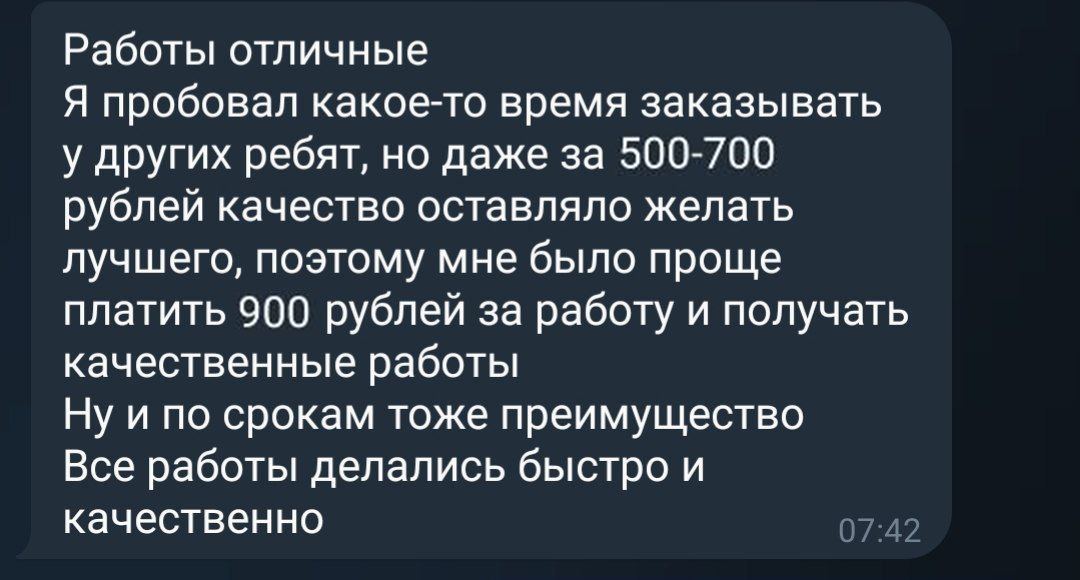 Работы отличные
Я пробовал какое-то время заказывать
у других ребят, но даже за 500-700
рублей качество оставляло желать
лучшего, поэтому мне было проще
платить 900 рублей за работу и получать
качественные работы
Ну и по срокам тоже преимущество
Все работы делались быстро и
качественно
07:42